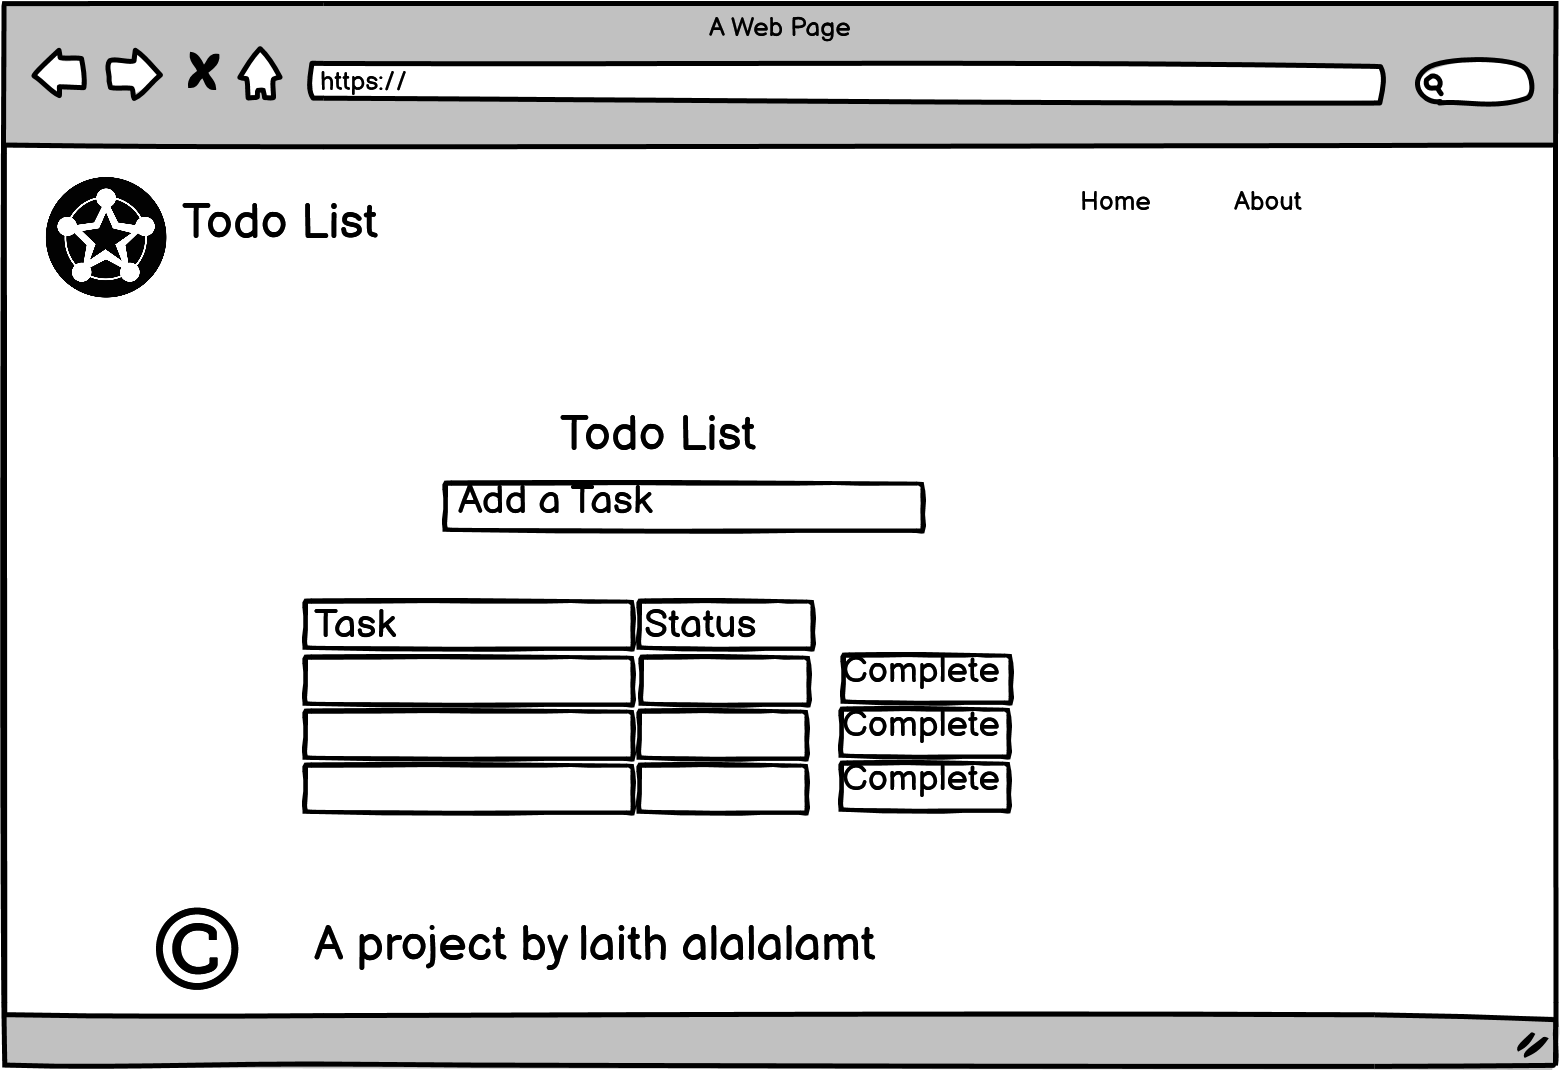 A Web Page
https://
Todo List
Home
About
Todo List
Add a Task
Task
Status
Complete
Complete
Complete
© A project by laith alalalamt